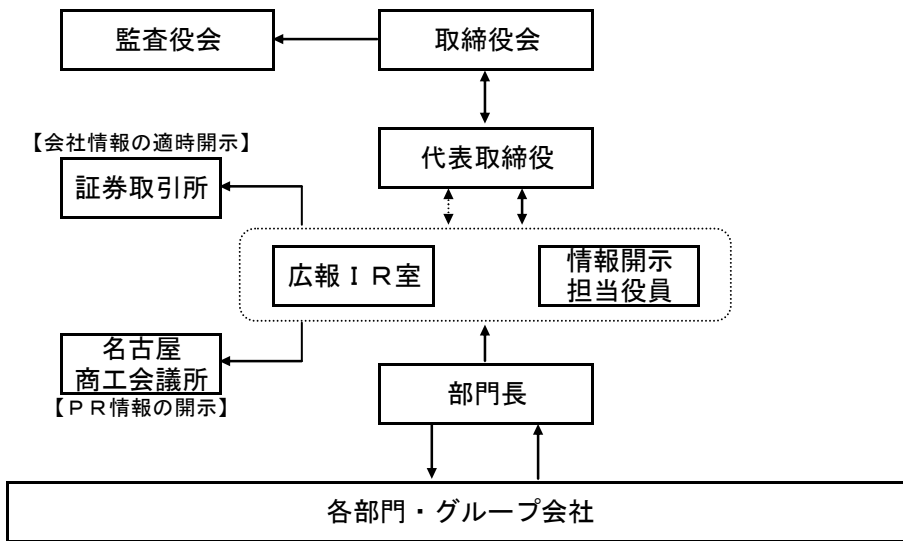 監査役会
取締役会
【会社情報の適時開示】
代表取締役
証券取引所
広報ＩＲ室
情報開示
担当役員
名古屋
商工会議所
【ＰＲ情報の開示】
部門長
各部門・グループ会社